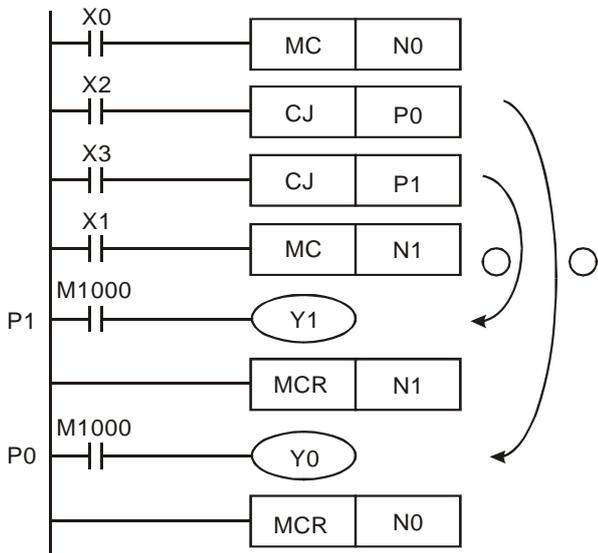 X0
MC N0
X2
CJ P0
X3
CJ P1
X1
MC N1
M1000
P1 Y1
MCR N1
M1000
P0 Y0
MCR N0